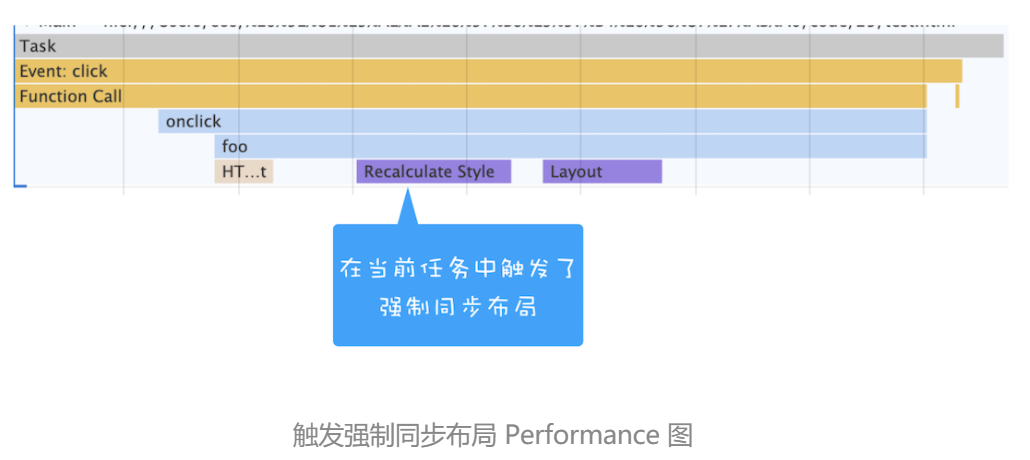 Task
Event: click
Function Call
onclick
foo
HT...t
Recalculate Style
Layout
在当前任务中触发了
强制同步布局
触发强制同步布局 Performance 图